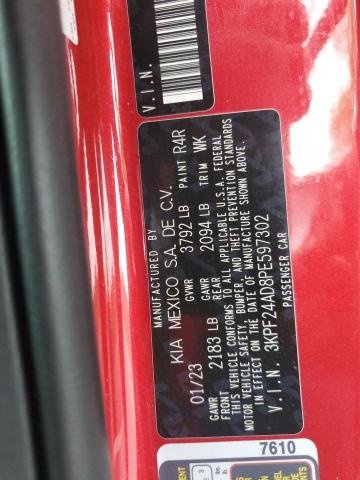 V.I.N.
MANUFACTURED BY
KIA MEXICO S.A. DE C.V.
01/23 GVWR 3792 LB PAINT R4R
GAWR FRONT 2183 LB GAWR REAR 2094 LB TRIM WK
THIS VEHICLE CONFORMS TO ALL APPLICABLE U.S.A. FEDERAL
MOTOR VEHICLE SAFETY, BUMPER, AND THEFT PREVENTION STANDARDS
IN EFFECT ON THE DATE OF MANUFACTURE SHOWN ABOVE.
V.I.N. 3KPF24AD8PE597302
PASSENGER CAR
7610